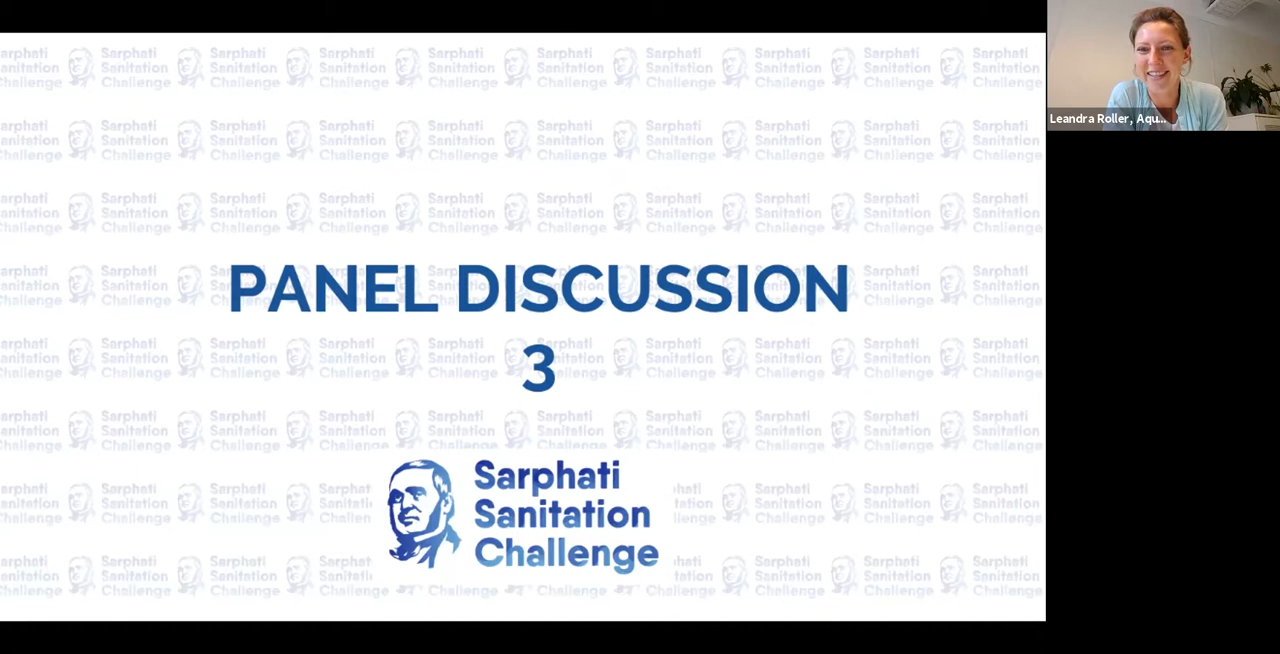 PANEL DISCUSSION
3
Sarphati
Sanitation
Challenge
Leandra Roller, Aqu...